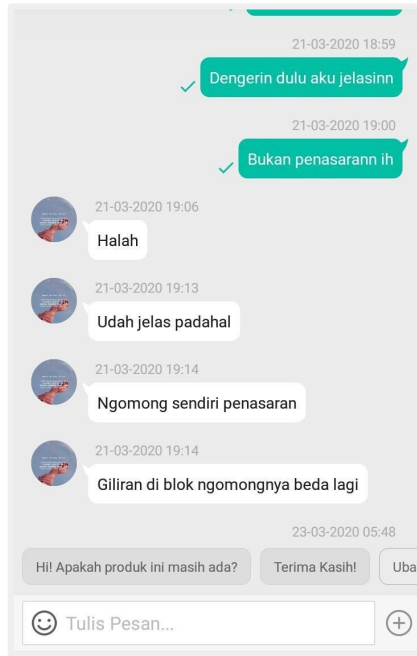 21-03-2020 18:59
Dengerin dulu aku jelasinn
21-03-2020 19:00
Bukan penasarann ih
21-03-2020 19:06
Halah
21-03-2020 19:13
Udah jelas padahal
21-03-2020 19:14
Ngomong sendiri penasaran
21-03-2020 19:14
Giliran di blok ngomongnya beda lagi
23-03-2020 05:48
Hi! Apakah produk ini masih ada?
Terima Kasih!
Uba
Tulis Pesan...